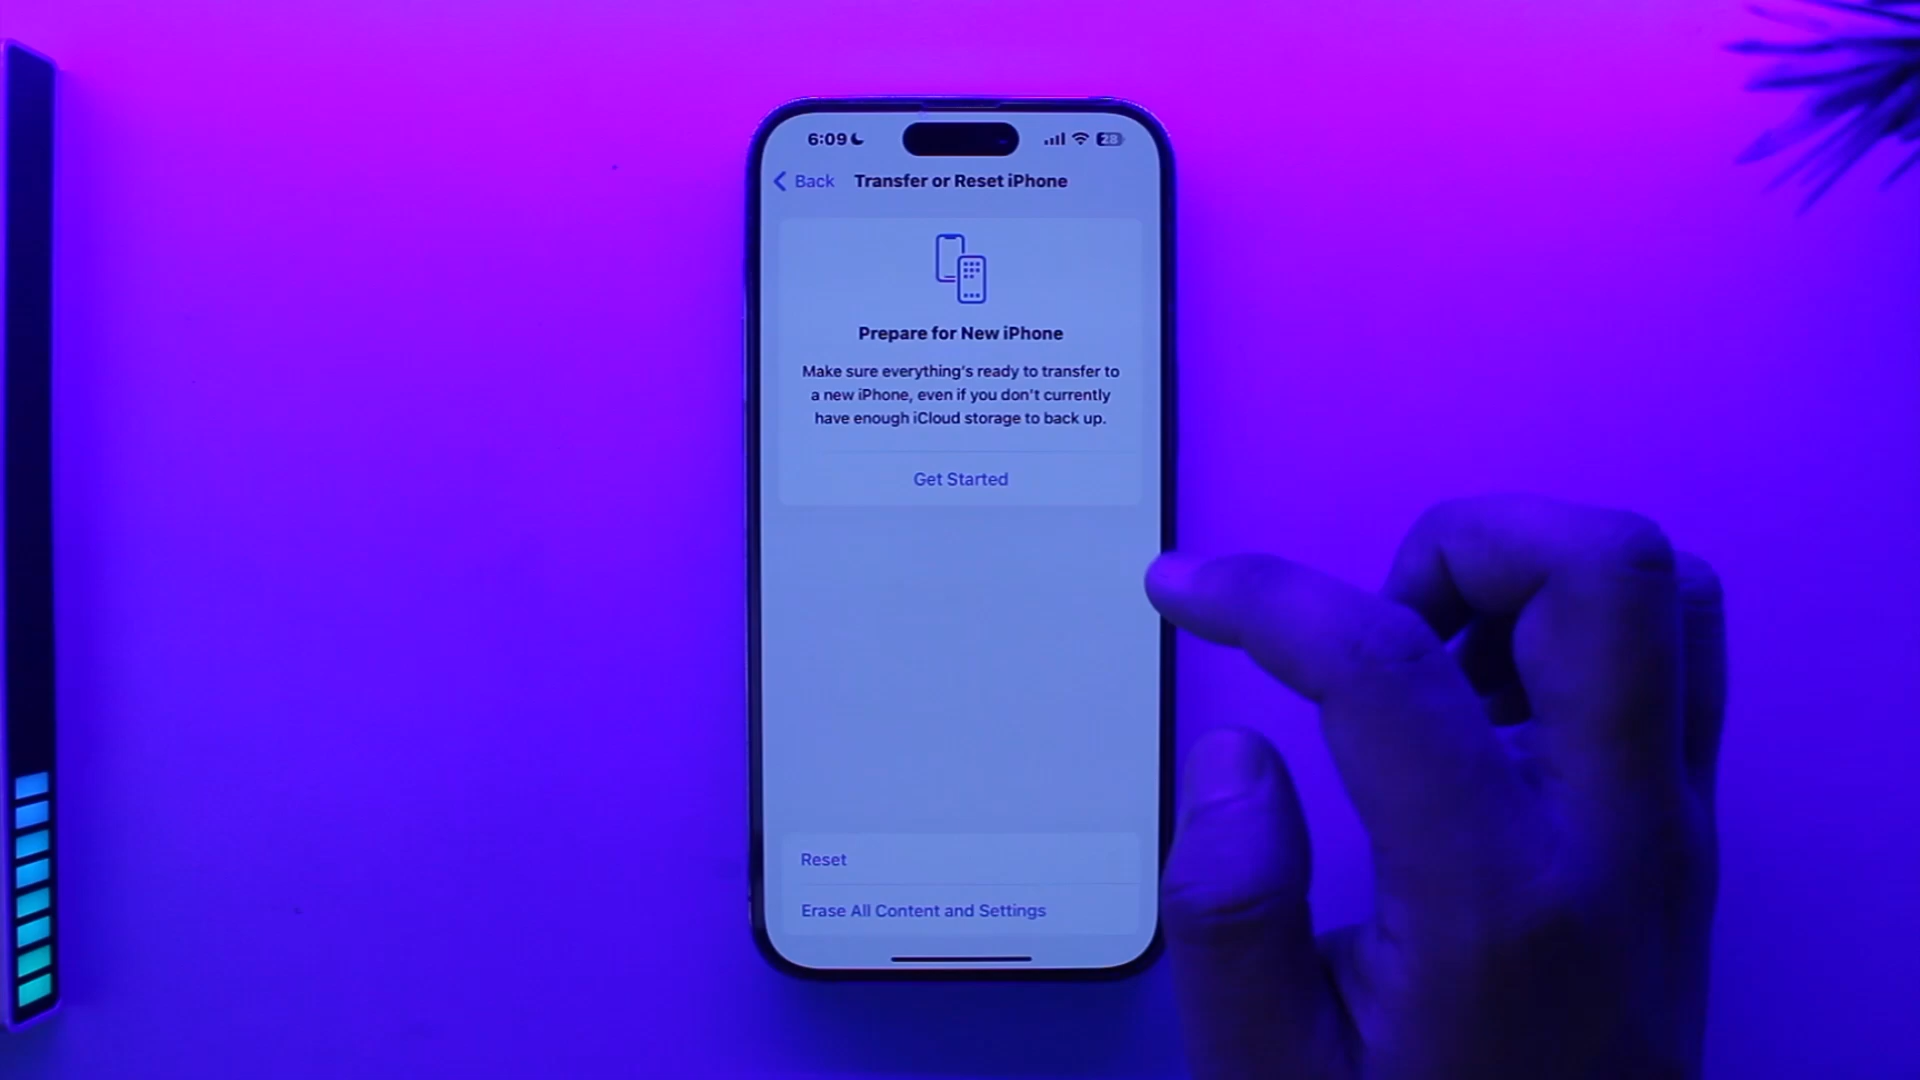 6:09
28
Back
Transfer or Reset iPhone
Prepare for New iPhone
Make sure everything's ready to transfer to
a new iPhone, even if you don't currently
have enough iCloud storage to back up.
Get Started
Reset
Erase All Content and Settings